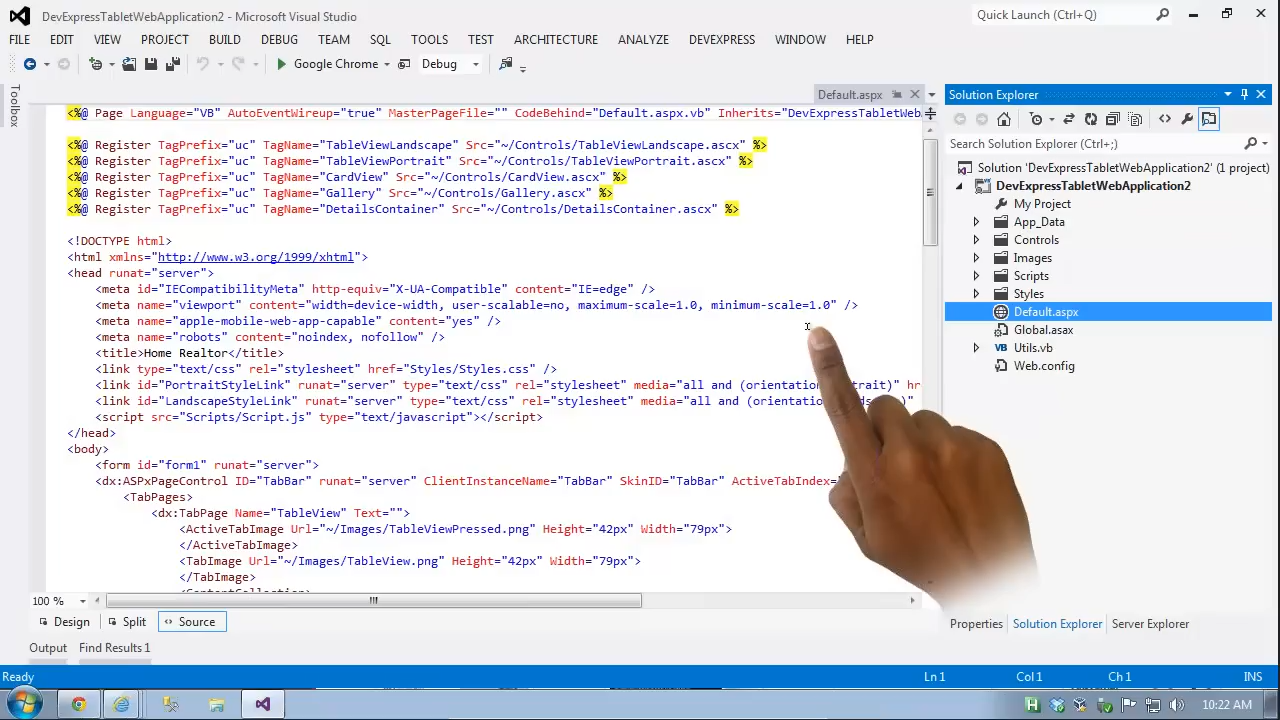 DevExpressTabletWebApplication2 - Microsoft Visual Studio
Quick Launch (Ctrl+Q)
FILE EDIT VIEW PROJECT BUILD DEBUG TEAM SQL TOOLS TEST ARCHITECTURE ANALYZE DEVEXPRESS WINDOW HELP
Google Chrome Debug
Toolbox
Default.aspx
<%@ Page Language="VB" AutoEventWireup="true" MasterPageFile="" CodeBehind="Default.aspx.vb" Inherits="DevExpressTabletWeb
<%@ Register TagPrefix="uc" TagName="TableViewLandscape" Src="~/Controls/TableViewLandscape.ascx" %>
<%@ Register TagPrefix="uc" TagName="TableViewPortrait" Src="~/Controls/TableViewPortrait.ascx" %>
<%@ Register TagPrefix="uc" TagName="CardView" Src="~/Controls/CardView.ascx" %>
<%@ Register TagPrefix="uc" TagName="Gallery" Src="~/Controls/Gallery.ascx" %>
<%@ Register TagPrefix="uc" TagName="DetailsContainer" Src="~/Controls/DetailsContainer.ascx" %>
<!DOCTYPE html>
<html xmlns="http://www.w3.org/1999/xhtml">
<head runat="server">
<meta id="IECompatibilityMeta" http-equiv="X-UA-Compatible" content="IE=edge" />
<meta name="viewport" content="width=device-width, user-scalable=no, maximum-scale=1.0, minimum-scale=1.0" />
<meta name="apple-mobile-web-app-dapable" content="yes" />
<meta name="robots" content="noindex, nofollow" />
<title>Home Realtor</title>
<link type="text/css" rel="stylesheet" href="Styles/Styles.css" />
<link id="PortraitStyleLink" runat="server" type="text/css" rel="stylesheet" media="all and (orientation trait)" hr
<link id="LandscapeStyleLink" runat="server" type="text/css" rel="stylesheet" media="all and (orientation
<script src="Scripts/Script.js" type="text/javascript"></script>
</head>
<body>
<form id="form1" runat="server">
<dx:ASPxPageControl ID="TabBar" runat="server" ClientInstanceName="TabBar" SkinID="TabBar" ActiveTabIndex=
<TabPages>
<dx:TabPage Name="TableView" Text="">
<ActiveTabImage Url="~/Images/TableViewPressed.png" Height="42px" Width="79px">
</ActiveTabImage>
<TabImage Url="~/Images/TableView.png" Height="42px" Width="79px">
</TabImage>
<ContentCollection>
100 %
Design Split Source
Output Find Results 1
Solution Explorer
Search Solution Explorer (Ctrl+;)
Solution 'DevExpressTabletWebApplication2' (1 project)
DevExpressTabletWebApplication2
My Project
App_Data
Controls
Images
Scripts
Styles
Default.aspx
Global.asax
VB Utils.vb
Web.config
Properties Solution Explorer Server Explorer
Ready Ln 1 Col 1 Ch 1 INS
10:22 AM